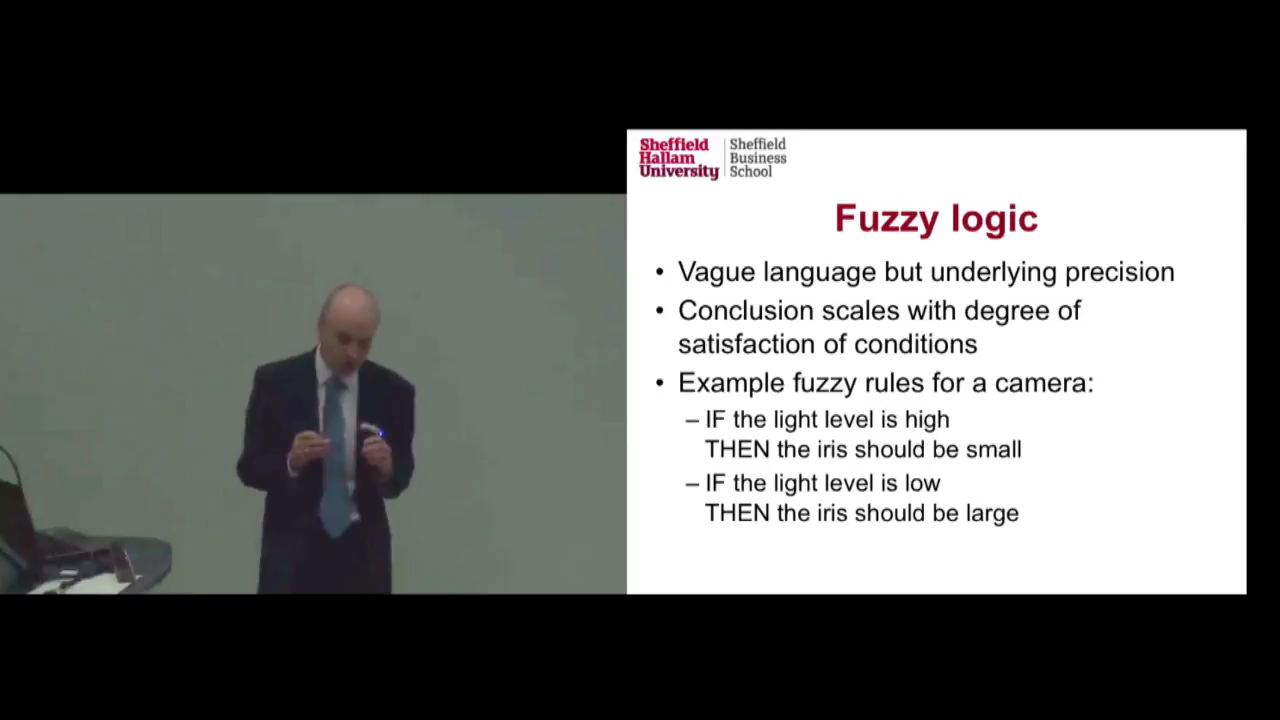 Sheffield
Hallam
University
Sheffield
Business
School
Fuzzy logic
• Vague language but underlying precision
• Conclusion scales with degree of
satisfaction of conditions
• Example fuzzy rules for a camera:
– IF the light level is high
THEN the iris should be small
– IF the light level is low
THEN the iris should be large